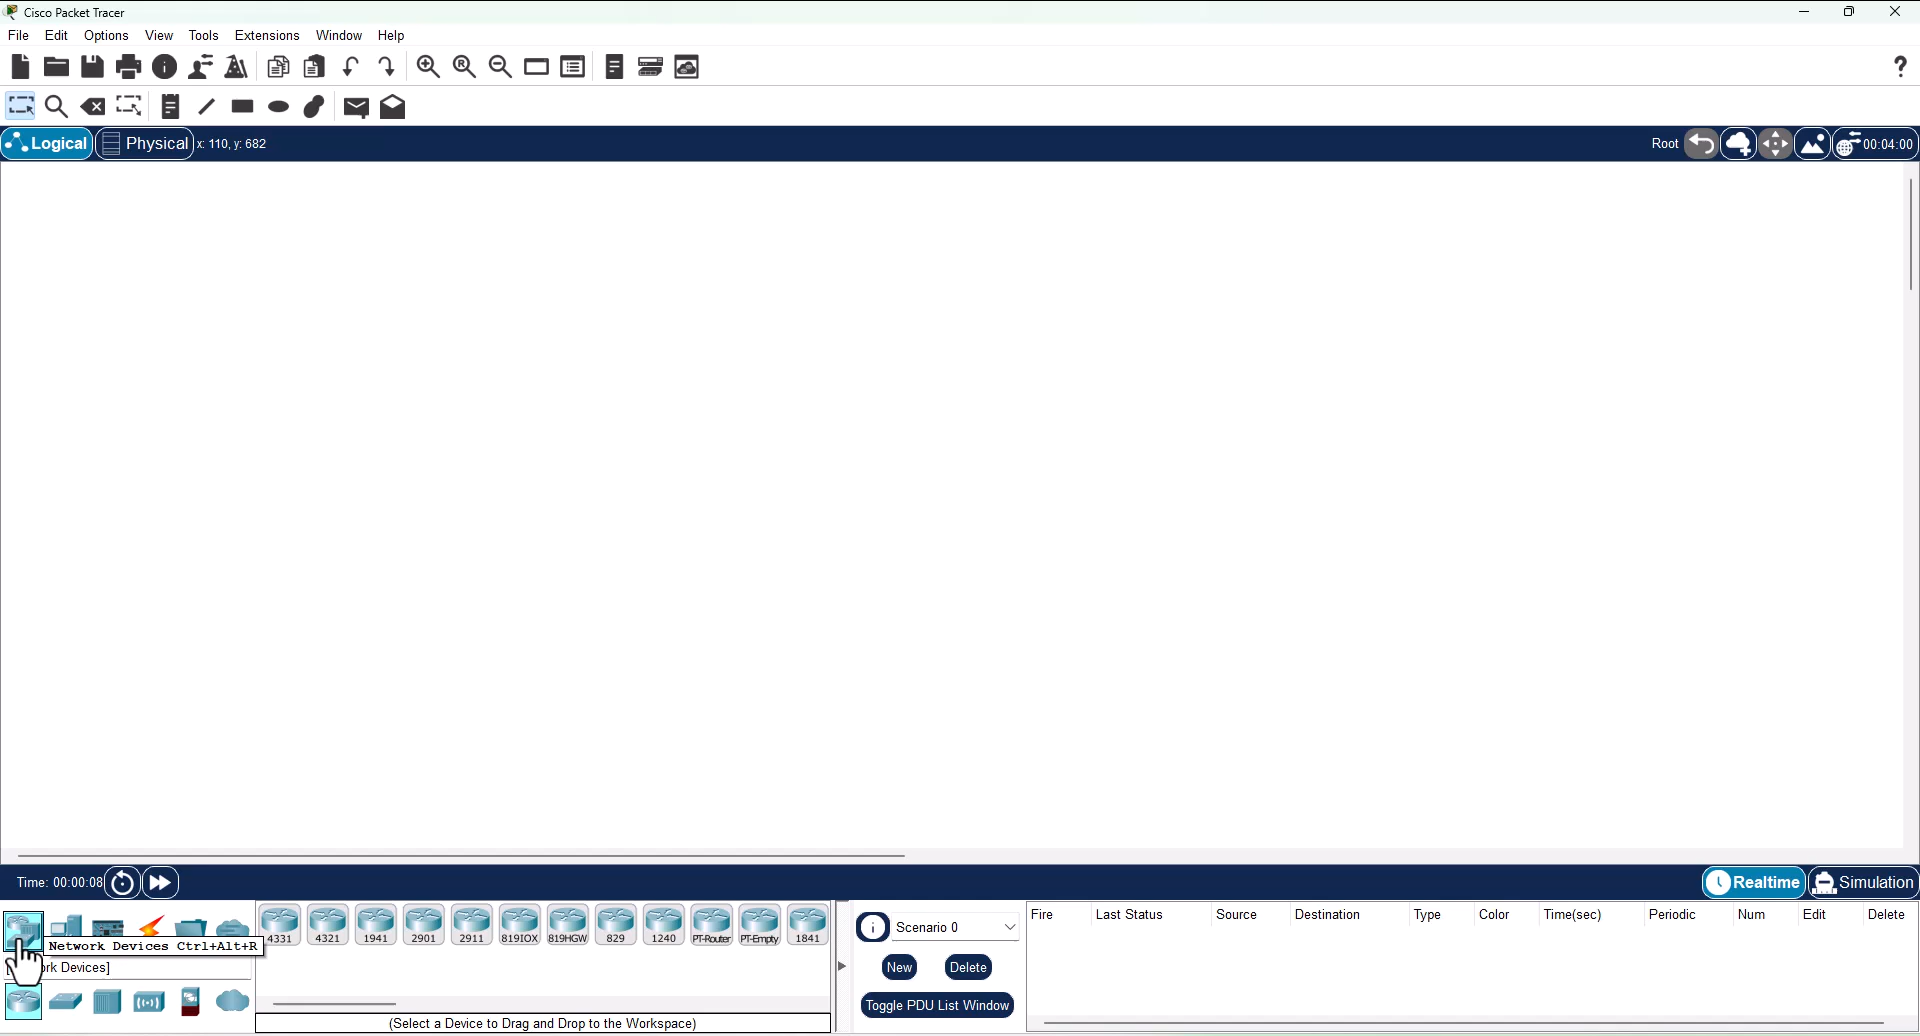 Cisco Packet Tracer
File Edit Options View Tools Extensions Window Help
Logical Physical x: 110, y: 682 Root 00:04:00
Time: 00:00:08 Realtime Simulation
4331 4321 1941 2901 2911 819IOX 819HGW 829 1240 PT-Router PT-Empty 1841
Network Devices Ctrl+Alt+R
rk Devices]
(Select a Device to Drag and Drop to the Workspace)
Scenario 0
New Delete
Toggle PDU List Window
Fire Last Status Source Destination Type Color Time(sec) Periodic Num Edit Delete